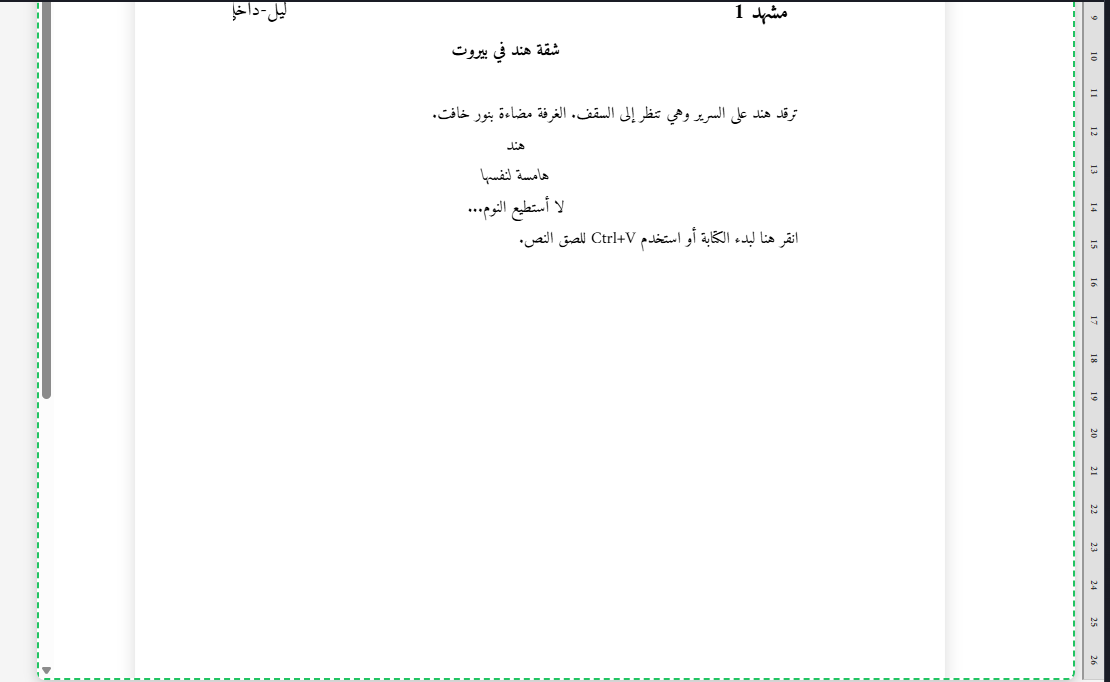 مشهد 1
ليل-داخلي
شقة هند في بيروت
ترقد هند على السرير وهي تنظر إلى السقف. الغرفة مضاءة بنور خافت.
هند
هامسة لنفسها
لا أستطيع النوم...
انقر هنا لبدء الكتابة أو استخدم Ctrl+V للصق النص.
9
10
11
12
13
14
15
16
17
18
19
20
21
22
23
24
25
26